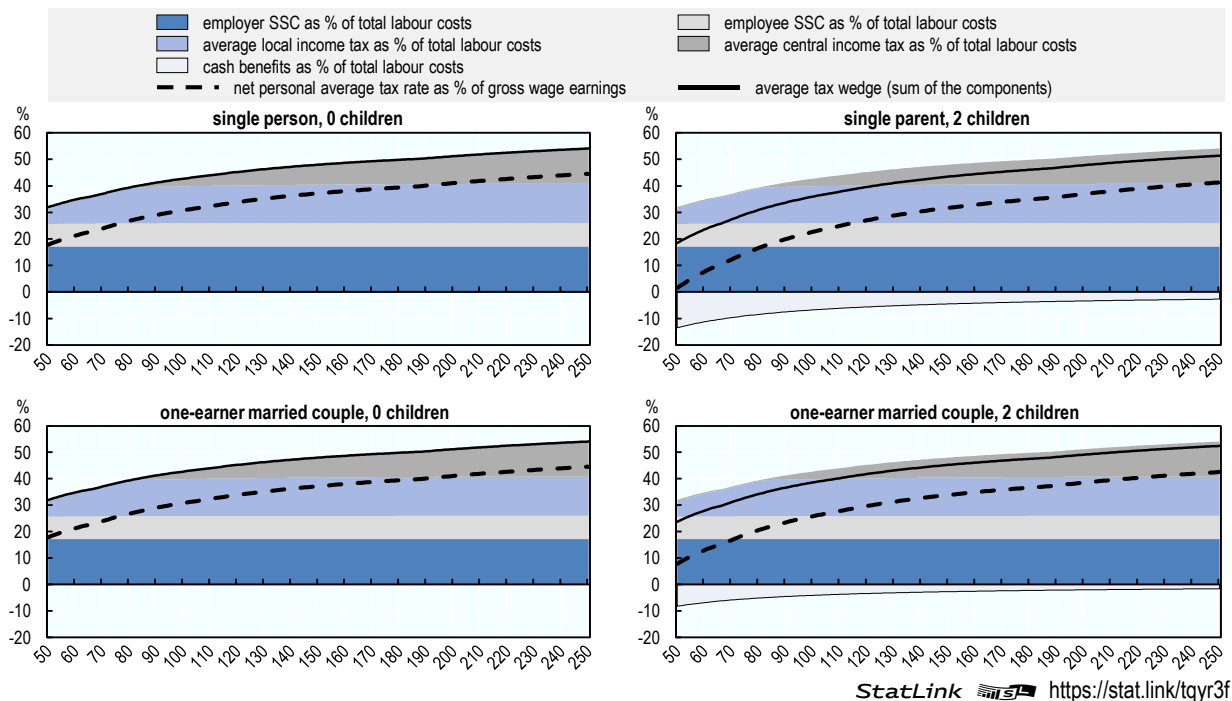 employer SSC as % of total labour costs
employee SSC as % of total labour costs
average local income tax as % of total labour costs
average central income tax as % of total labour costs
cash benefits as % of total labour costs
net personal average tax rate as % of gross wage earnings
average tax wedge (sum of the components)
%
single person, 0 children
60
50
40
30
20
10
0
-10
-20
50 60 70 80 90 100 110 120 130 140 150 160 170 180 190 200 210 220 230 240 250
%
single parent, 2 children
60
50
40
30
20
10
0
-10
-20
50 60 70 80 90 100 110 120 130 140 150 160 170 180 190 200 210 220 230 240 250
%
one-earner married couple, 0 children
60
50
40
30
20
10
0
-10
-20
50 60 70 80 90 100 110 120 130 140 150 160 170 180 190 200 210 220 230 240 250
%
one-earner married couple, 2 children
60
50
40
30
20
10
0
-10
-20
50 60 70 80 90 100 110 120 130 140 150 160 170 180 190 200 210 220 230 240 250
StatLink https://stat.link/tqyr3f